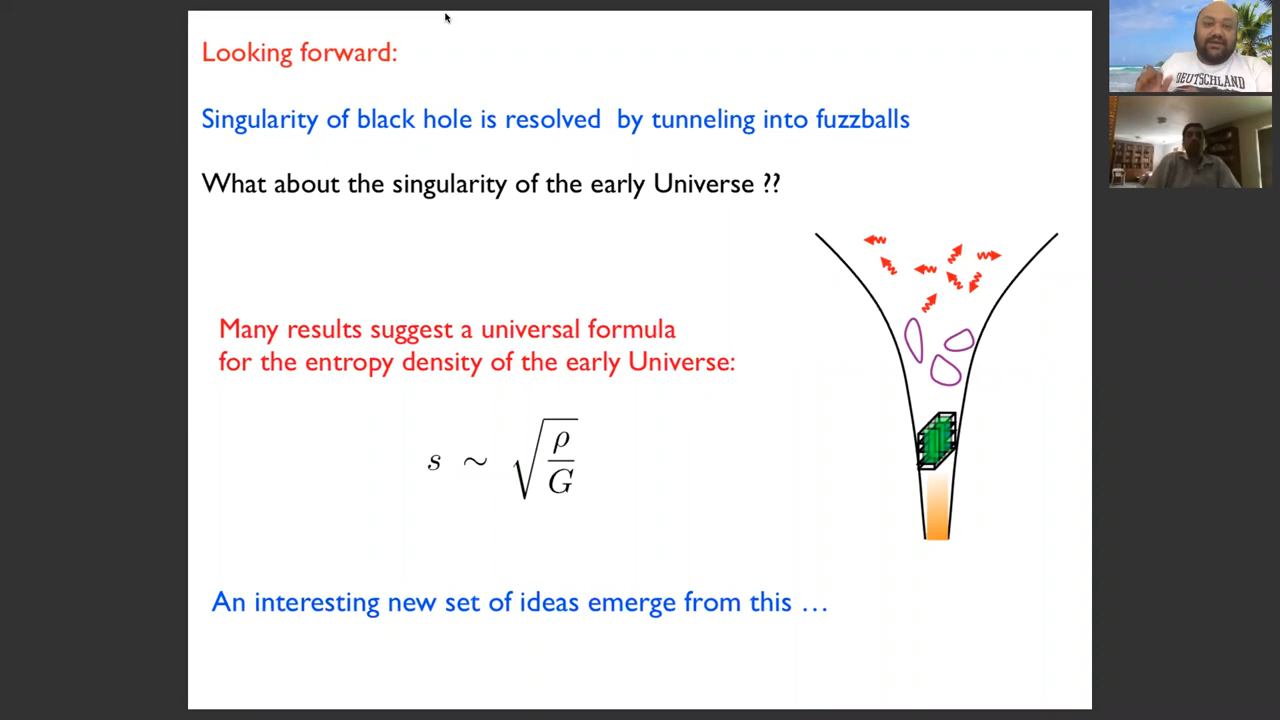 Looking forward:
Singularity of black hole is resolved by tunneling into fuzzballs
What about the singularity of the early Universe ??
Many results suggest a universal formula
for the entropy density of the early Universe:
s ~ √(ρ/G)
An interesting new set of ideas emerge from this …
DEUTSCHLAND